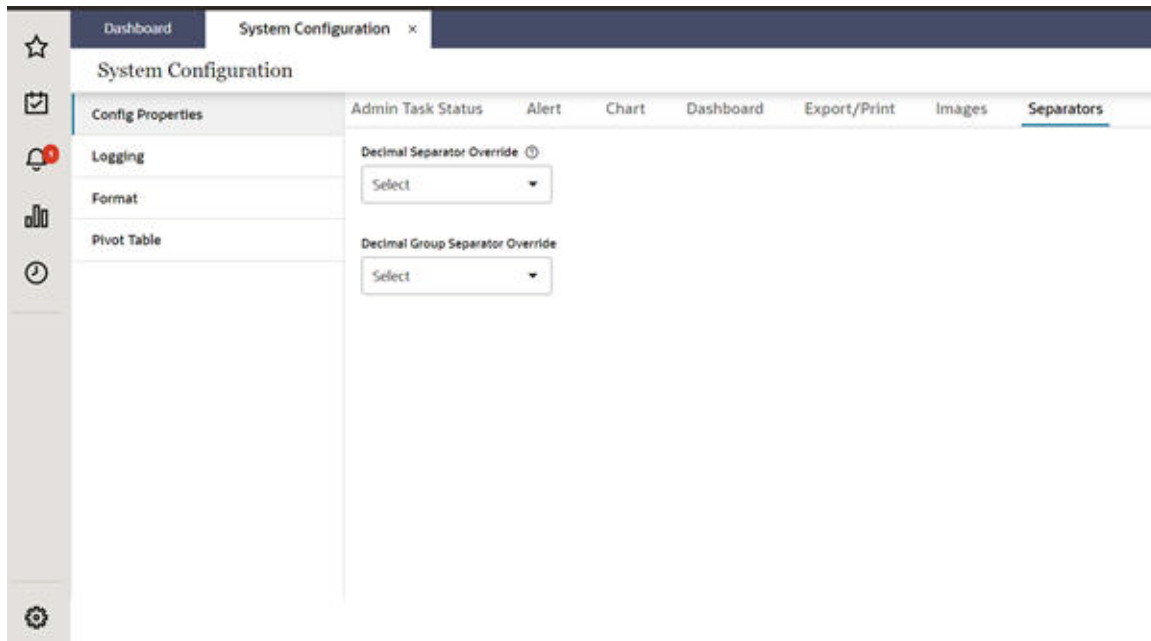 Dashboard System Configuration ×
System Configuration
Config Properties
Logging
Format
Pivot Table
Admin Task Status Alert Chart Dashboard Export/Print Images Separators
Decimal Separator Override ?
Select
Decimal Group Separator Override
Select